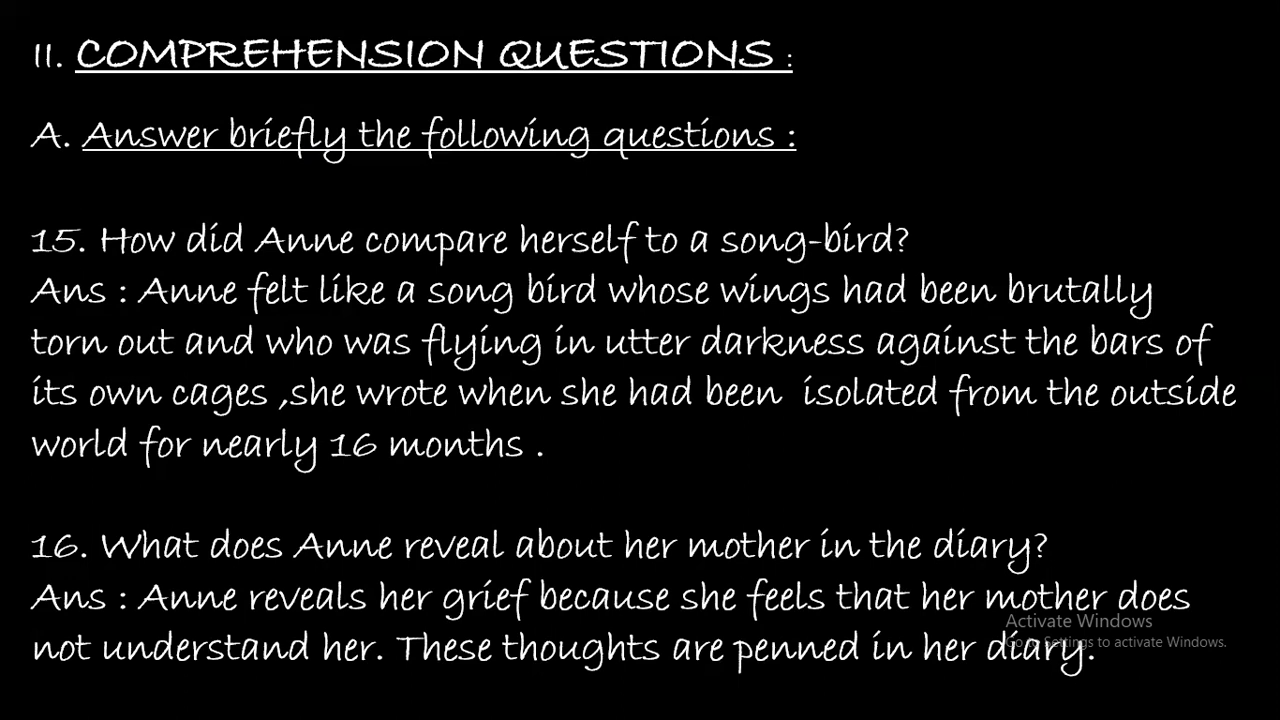 II. COMPREHENSION QUESTIONS :
A. Answer briefly the following questions :
15. How did Anne compare herself to a song-bird?
Ans : Anne felt like a song bird whose wings had been brutally
torn out and who was flying in utter darkness against the bars of
its own cages ,she wrote when she had been isolated from the outside
world for nearly 16 months .
16. What does Anne reveal about her mother in the diary?
Ans : Anne reveals her grief because she feels that her mother does
not understand her. These thoughts are penned in her diary.
Activate Windows
Go to Settings to activate Windows.